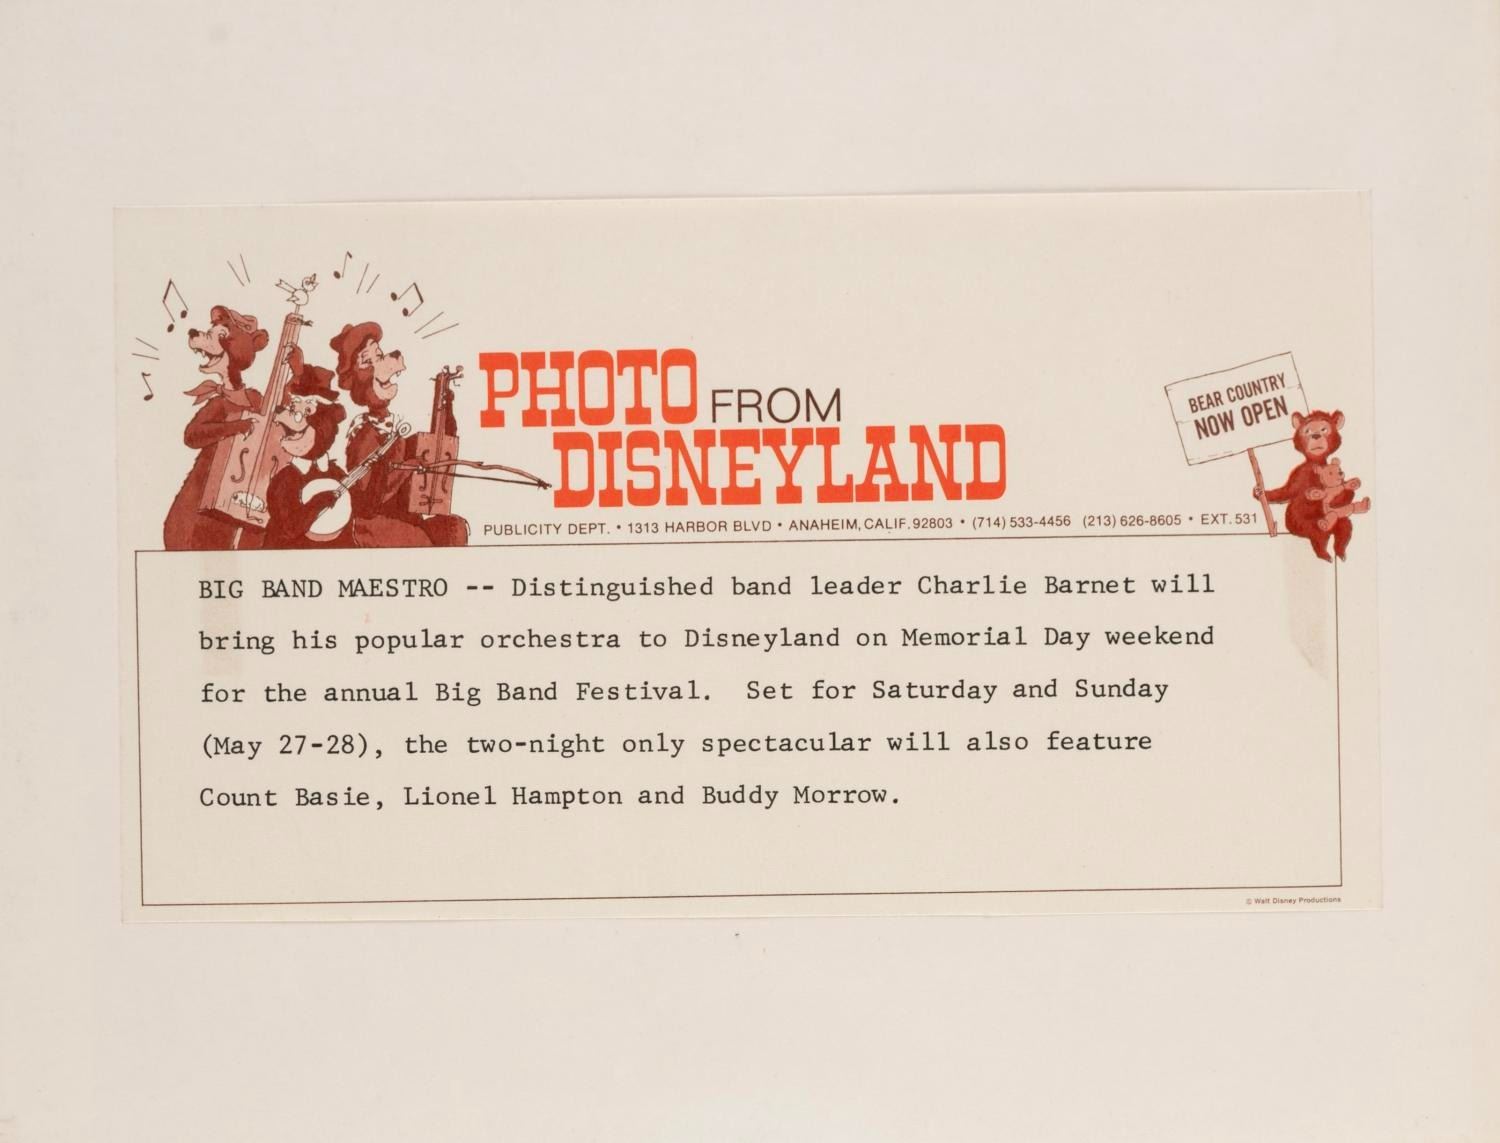 PHOTO FROM
DISNEYLAND
BEAR COUNTRY
NOW OPEN
PUBLICITY DEPT. • 1313 HARBOR BLVD • ANAHEIM, CALIF. 92803 • (714) 533-4456 (213) 626-8605 • EXT. 531
BIG BAND MAESTRO -- Distinguished band leader Charlie Barnet will
bring his popular orchestra to Disneyland on Memorial Day weekend
for the annual Big Band Festival. Set for Saturday and Sunday
(May 27-28), the two-night only spectacular will also feature
Count Basie, Lionel Hampton and Buddy Morrow.
© Walt Disney Productions